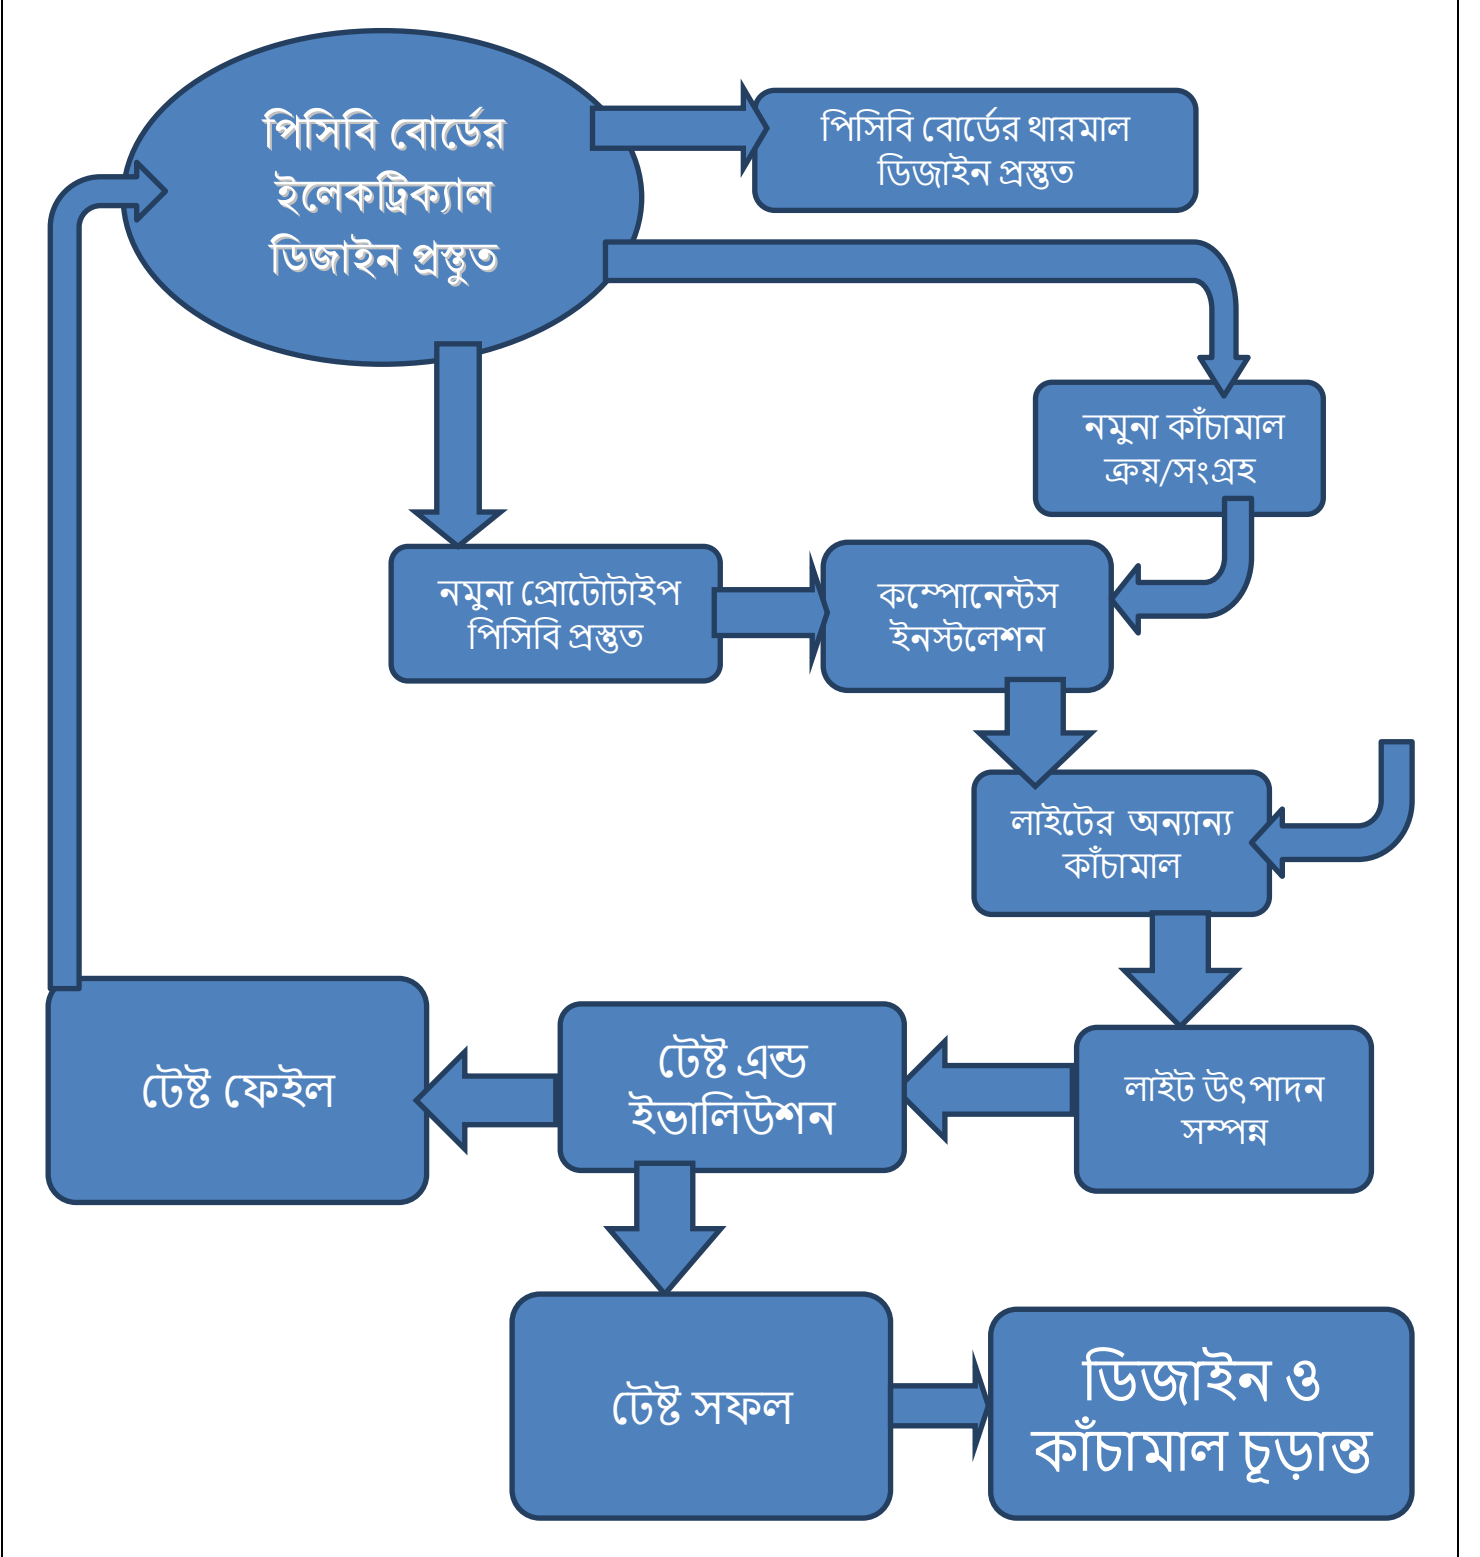 পিসিবি বোর্ডের
ইলেকট্রিক্যাল
ডিজাইন প্রস্তুত
পিসিবি বোর্ডের থারমাল
ডিজাইন প্রস্তুত
নমুনা কাঁচামাল
ক্রয়/সংগ্রহ
নমুনা প্রোটোটাইপ
পিসিবি প্রস্তুত
কম্পোনেন্টস
ইনস্টলেশন
লাইটের অন্যান্য
কাঁচামাল
লাইট উৎপাদন
সম্পন্ন
টেষ্ট এন্ড
ইভালিউশন
টেষ্ট ফেইল
টেষ্ট সফল
ডিজাইন ও
কাঁচামাল চূড়ান্ত